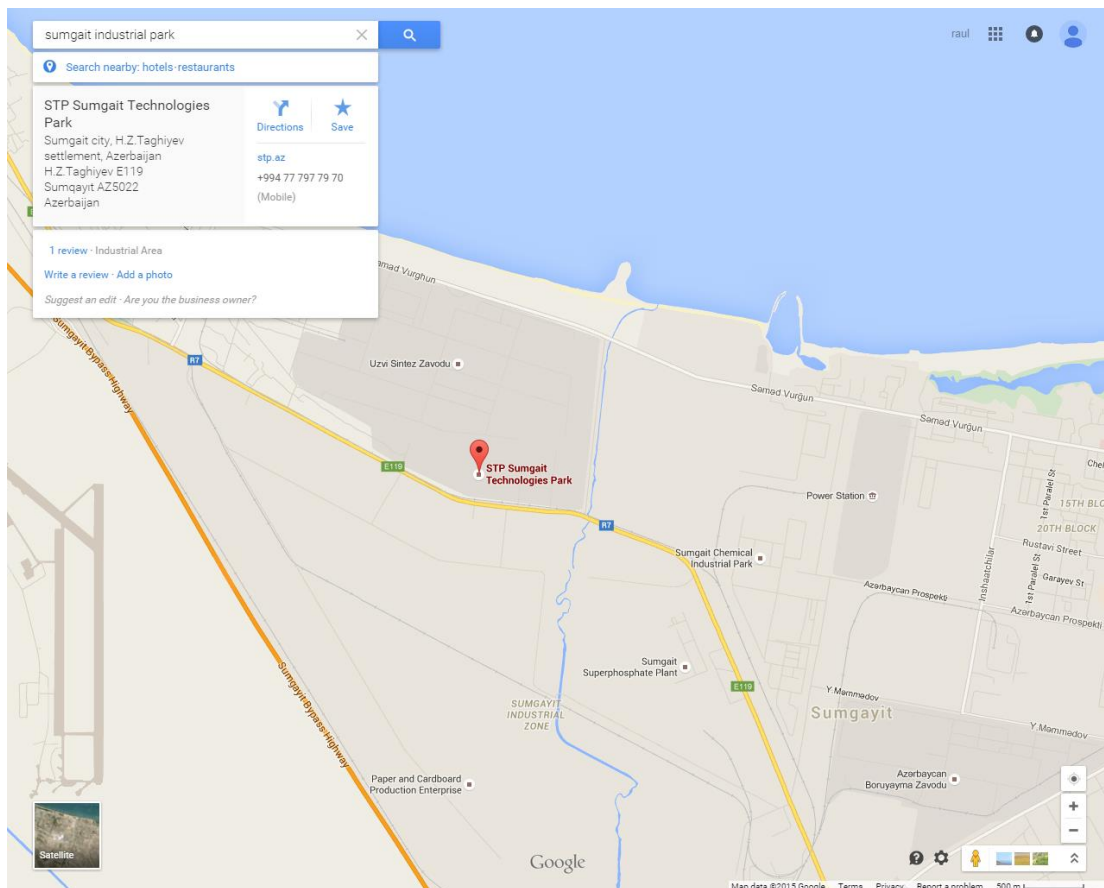 sumgait industrial park
raul
Search nearby: hotels · restaurants
STP Sumgait Technologies
Park
Sumgait city, H.Z.Taghiyev
settlement, Azerbaijan
H.Z.Taghiyev E119
Sumqayıt AZ5022
Azerbaijan
Directions
Save
stp.az
+994 77 797 79 70
(Mobile)
1 review · Industrial Area
Write a review · Add a photo
Suggest an edit · Are you the business owner?
Səməd Vurğun
Sumgayit Bypass Highway
R7
Uzvi Sintez Zavodu
Səməd Vurğun
Səməd Vurğun
E119
STP Sumgait
Technologies Park
Power Station
1st Paralel St
15TH BLO
20TH BLOCK
R7
Sumgait Chemical
Industrial Park
Inshaatchilar
Rustavi Street
1st Paralel St
Garayev St
Azərbaycan Prospekti
Azərbaycan Prospekti
Sumgait
Superphosphate Plant
E119
Y.Məmmədov
SUMGAYIT
INDUSTRIAL
ZONE
Sumgayit
Y.Məmmədov
Sumgayit Bypass Highway
Paper and Cardboard
Production Enterprise
Azərbaycan
Boruyayma Zavodu
Satellite
Google
Map data ©2015 Google Terms Privacy Report a problem 500 m